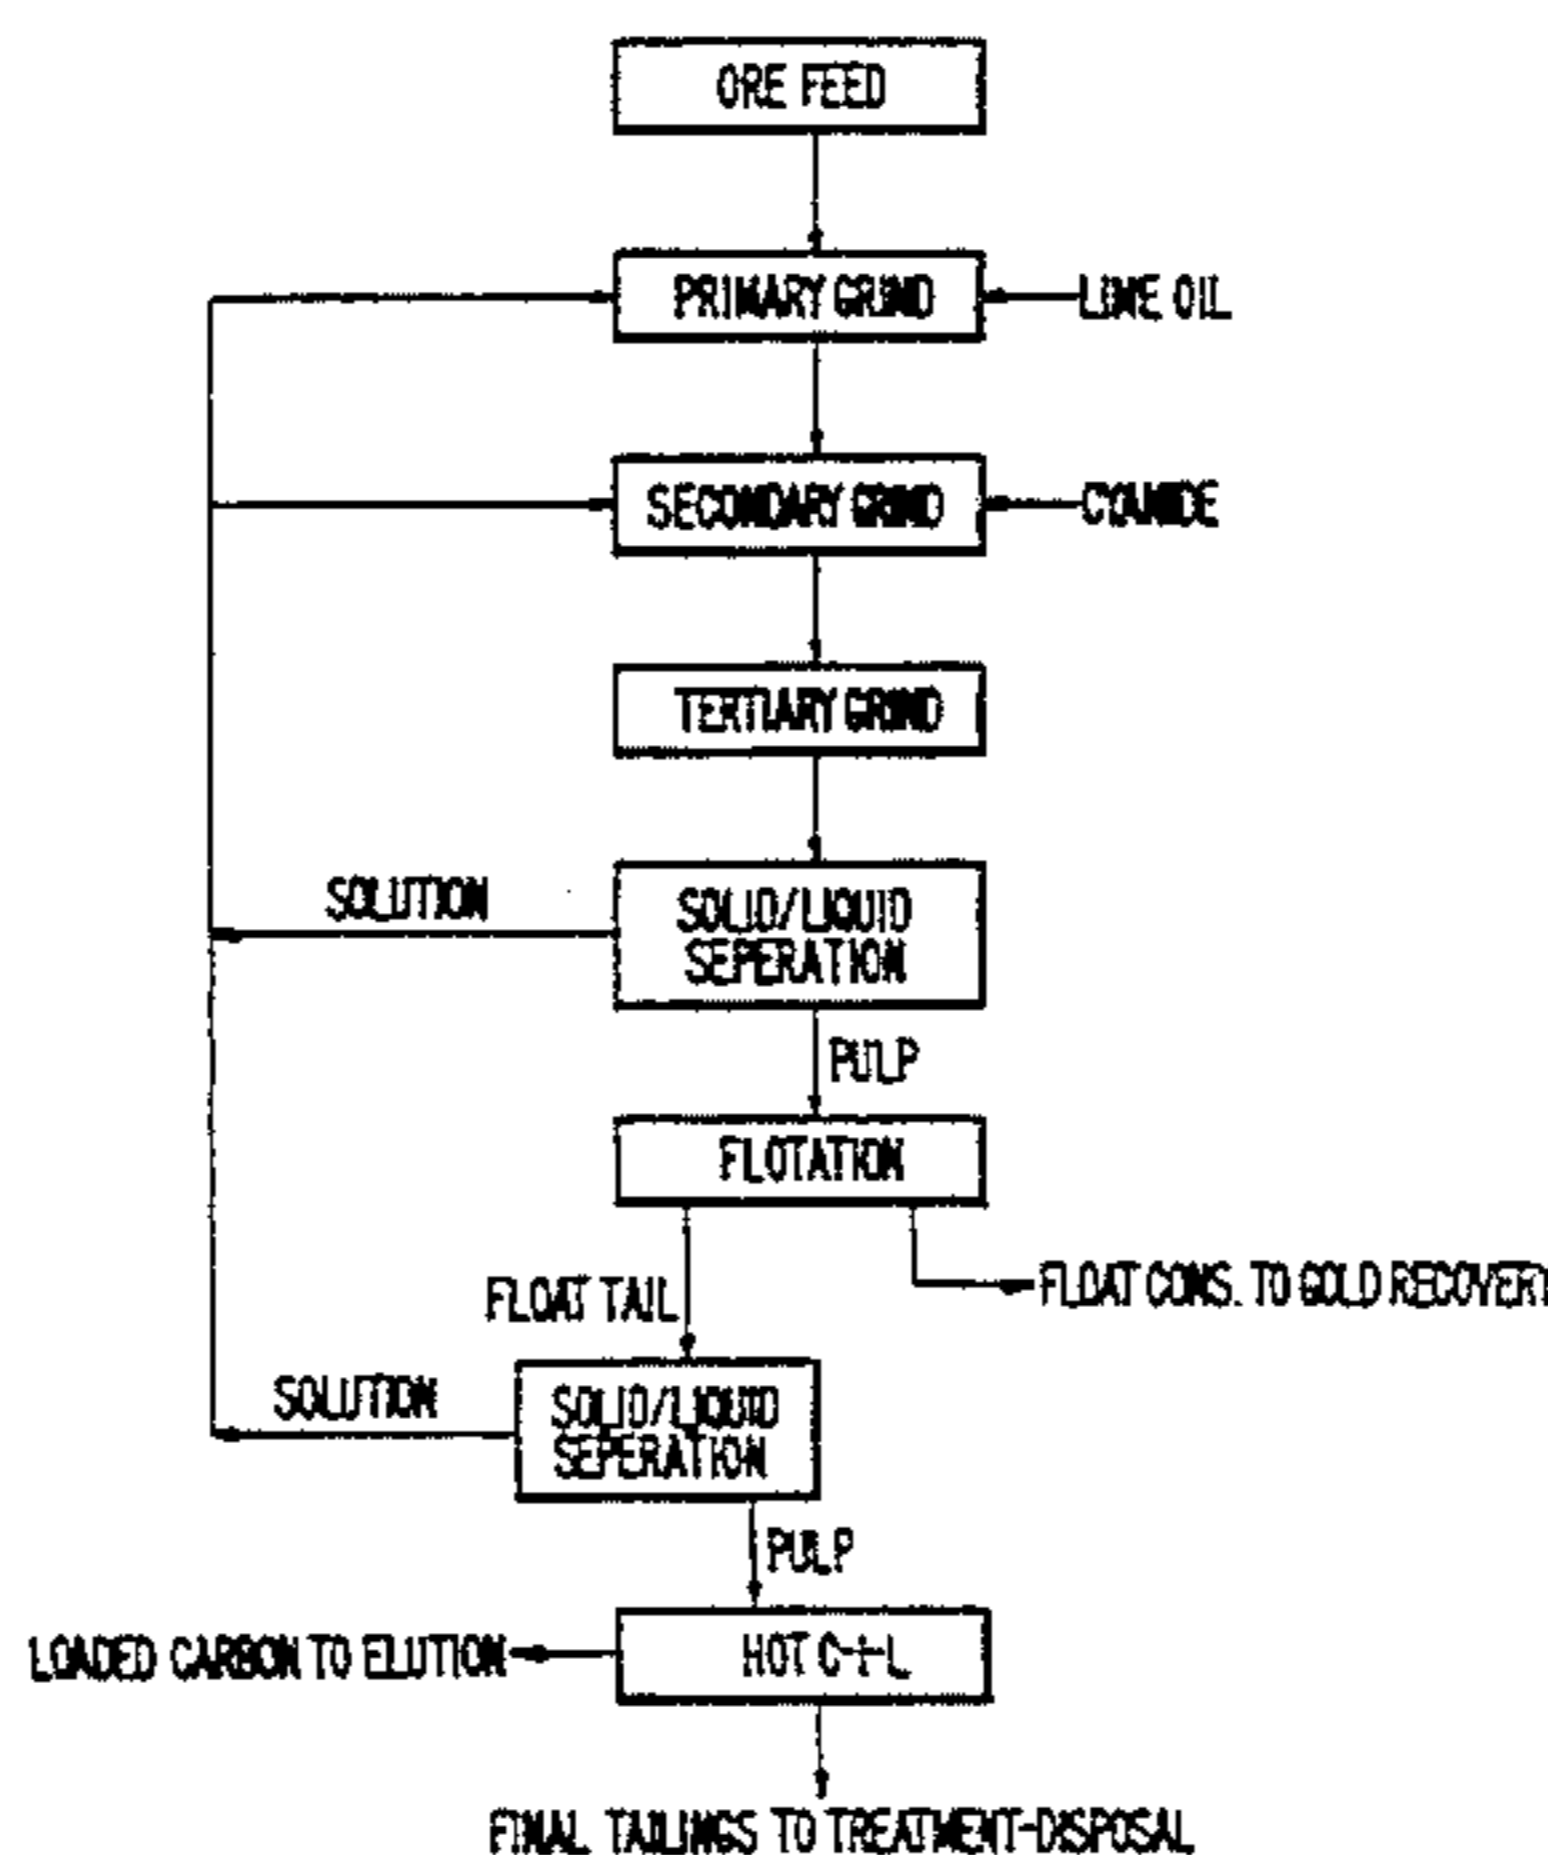 ORE FEED
PRIMARY GRIND
LIME OIL
SECONDARY GRIND
CYANIDE
TERTIARY GRIND
SOLUTION
SOLID/LIQUID
SEPERATION
PULP
FLOTATION
FLOAT TAIL
FLOAT CONS. TO GOLD RECOVERY
SOLUTION
SOLID/LIQUID
SEPERATION
PULP
LOADED CARBON TO ELUTION
HOT C-I-L
FINAL TAILINGS TO TREATMENT-DISPOSAL